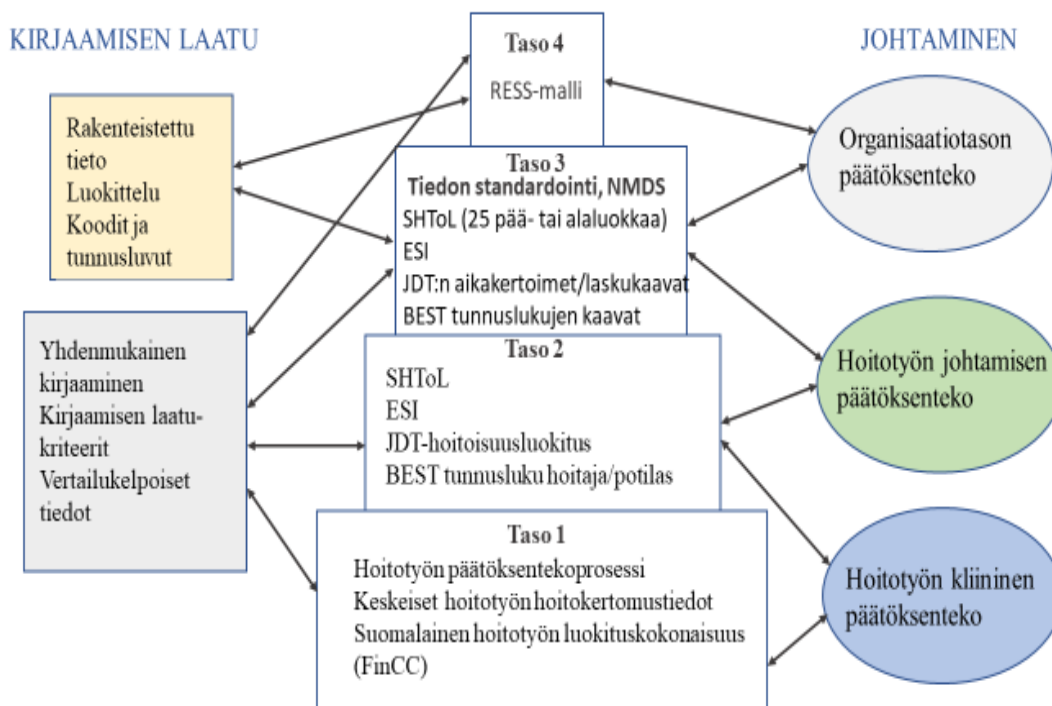 KIRJAAMISEN LAATU
JOHTAMINEN
Taso 4
RESS-malli
Rakenteistettu
tieto
Luokittelu
Koodit ja
tunnusluvut
Organisaatiotason
päätöksenteko
Taso 3
Tiedon standardointi, NMDS
SHToL (25 pää- tai alaluokkaa)
ESI
JDT:n aikakertoimet/laskukaavat
BEST tunnuslukujen kaavat
Yhdenmukainen
kirjaaminen
Kirjaamisen laatu-
kriteerit
Vertailukelpoiset
tiedot
Taso 2
SHToL
ESI
JDT-hoitoisuusluokitus
BEST tunnusluku hoitaja/potilas
Hoitotyön johtamisen
päätöksenteko
Taso 1
Hoitotyön päätöksentekoprosessi
Keskeiset hoitotyön hoitokertomustiedot
Suomalainen hoitotyön luokituskokonaisuus
(FinCC)
Hoitotyön kliininen
päätöksenteko